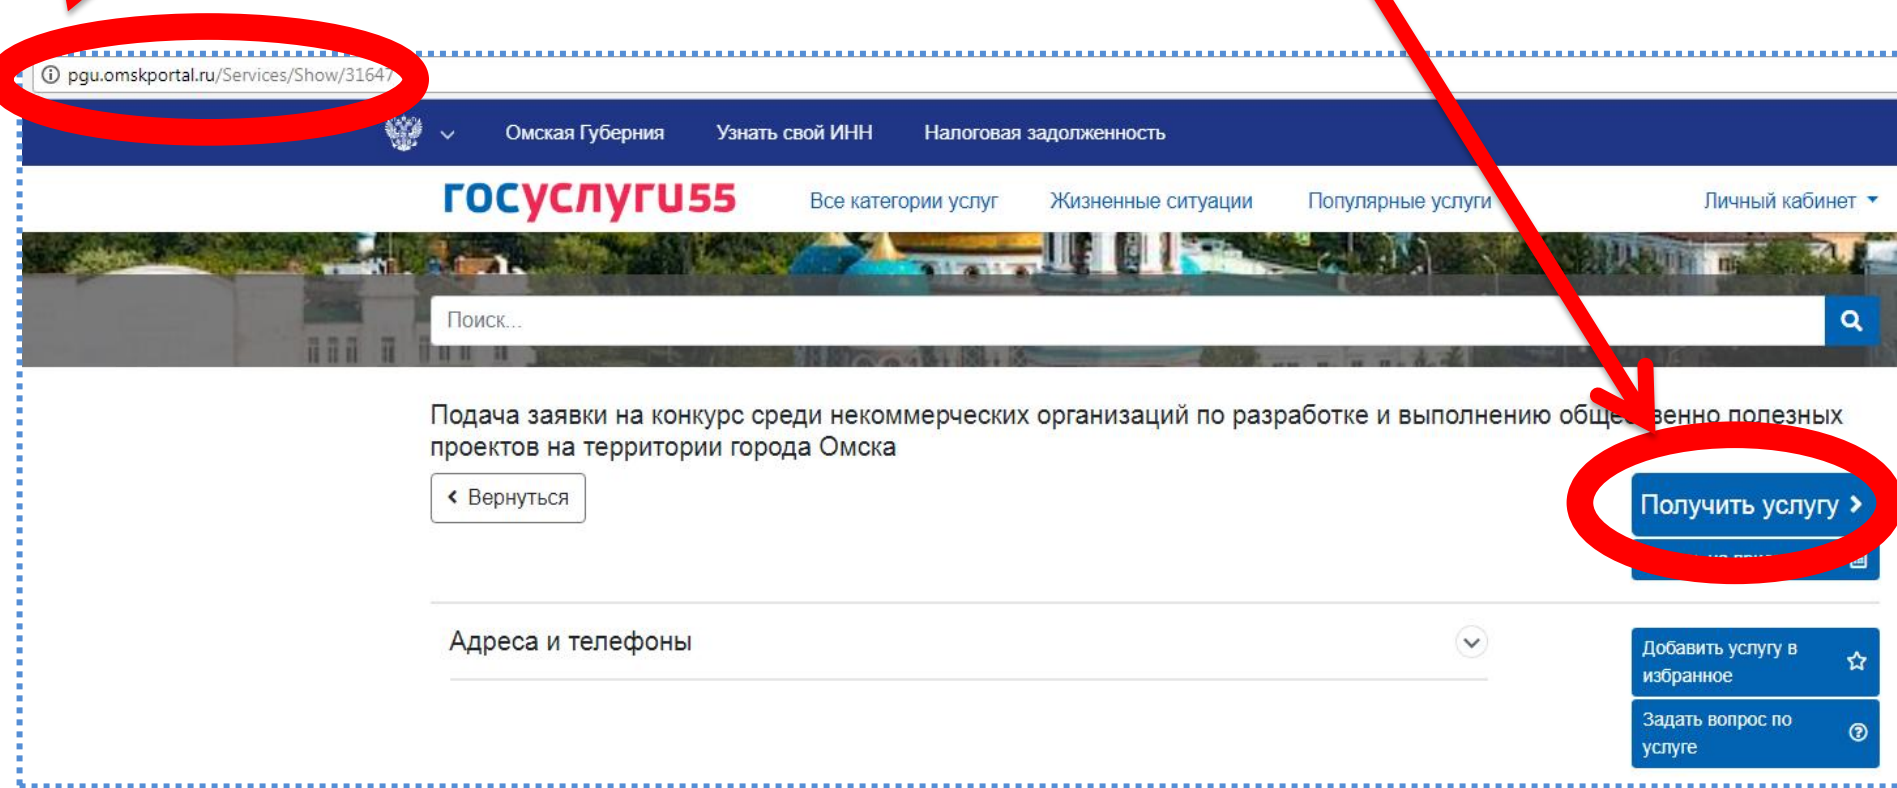 pgu.omskportal.ru/Services/Show/31647
Омская Губерния Узнать свой ИНН Налоговая задолженность
госуслуги55 Все категории услуг Жизненные ситуации Популярные услуги Личный кабинет
Поиск...
Подача заявки на конкурс среди некоммерческих организаций по разработке и выполнению общественно полезных
проектов на территории города Омска
Вернуться
Получить услугу
Адреса и телефоны
Добавить услугу в
избранное
Задать вопрос по
услуге